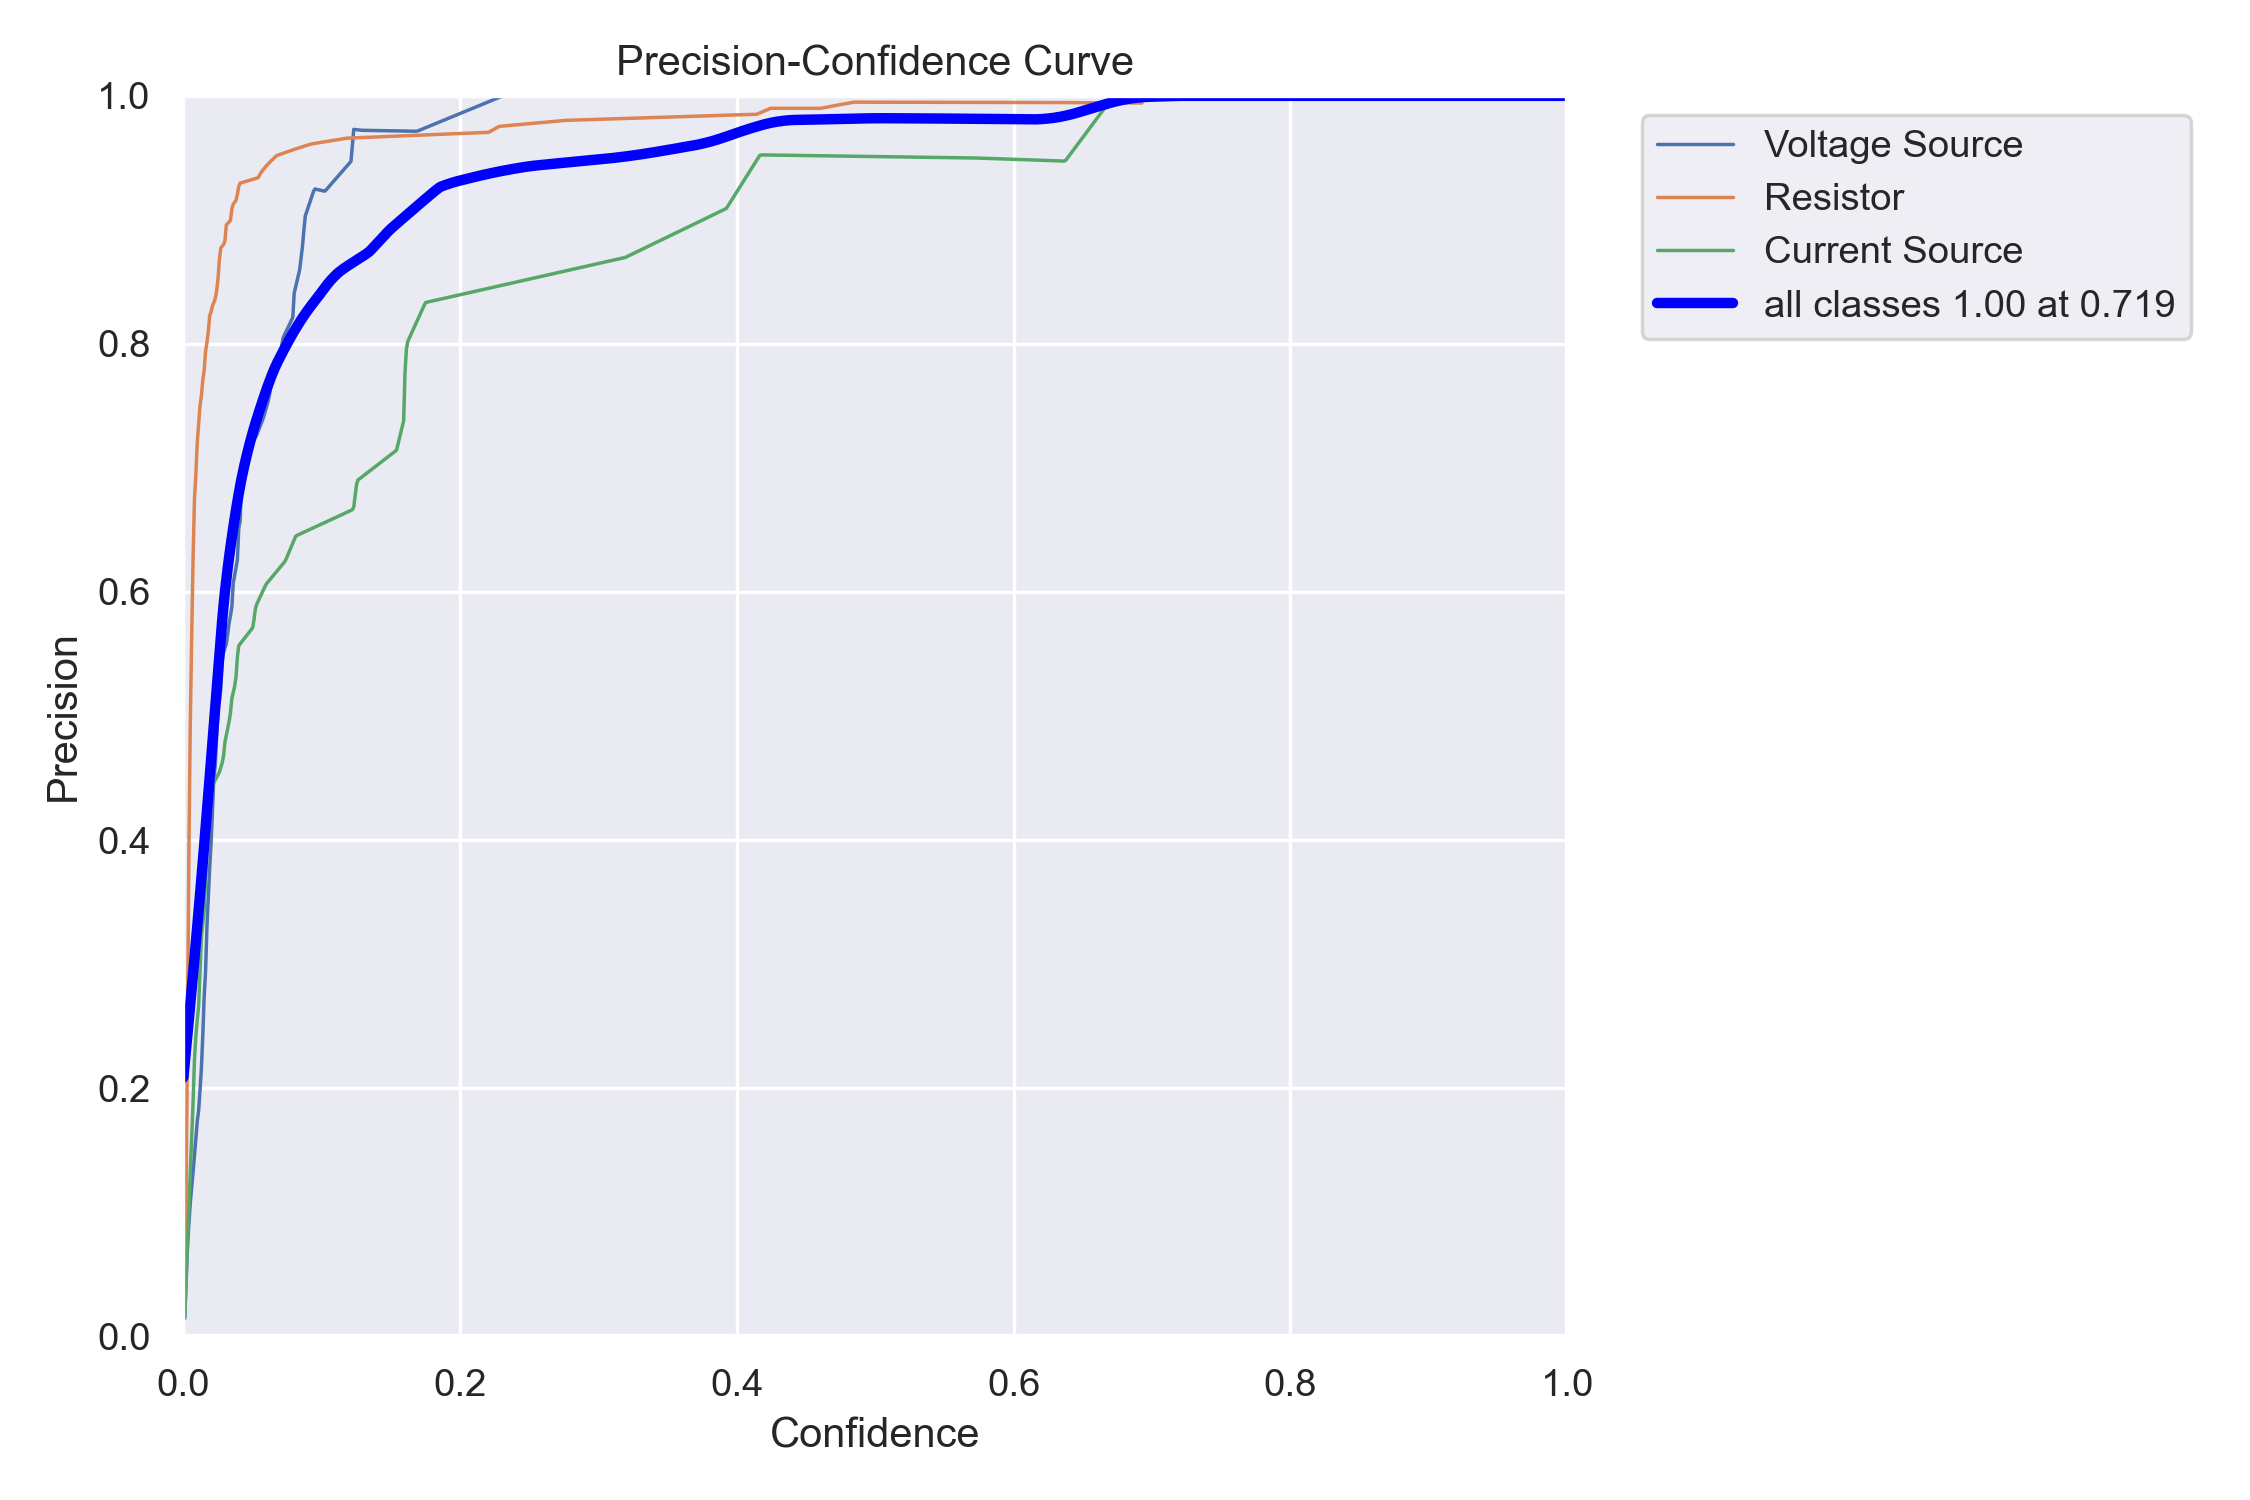 Precision-Confidence Curve
1.0
0.8
0.6
0.4
0.2
0.0
Precision
0.0 0.2 0.4 0.6 0.8 1.0
Confidence
Voltage Source
Resistor
Current Source
all classes 1.00 at 0.719